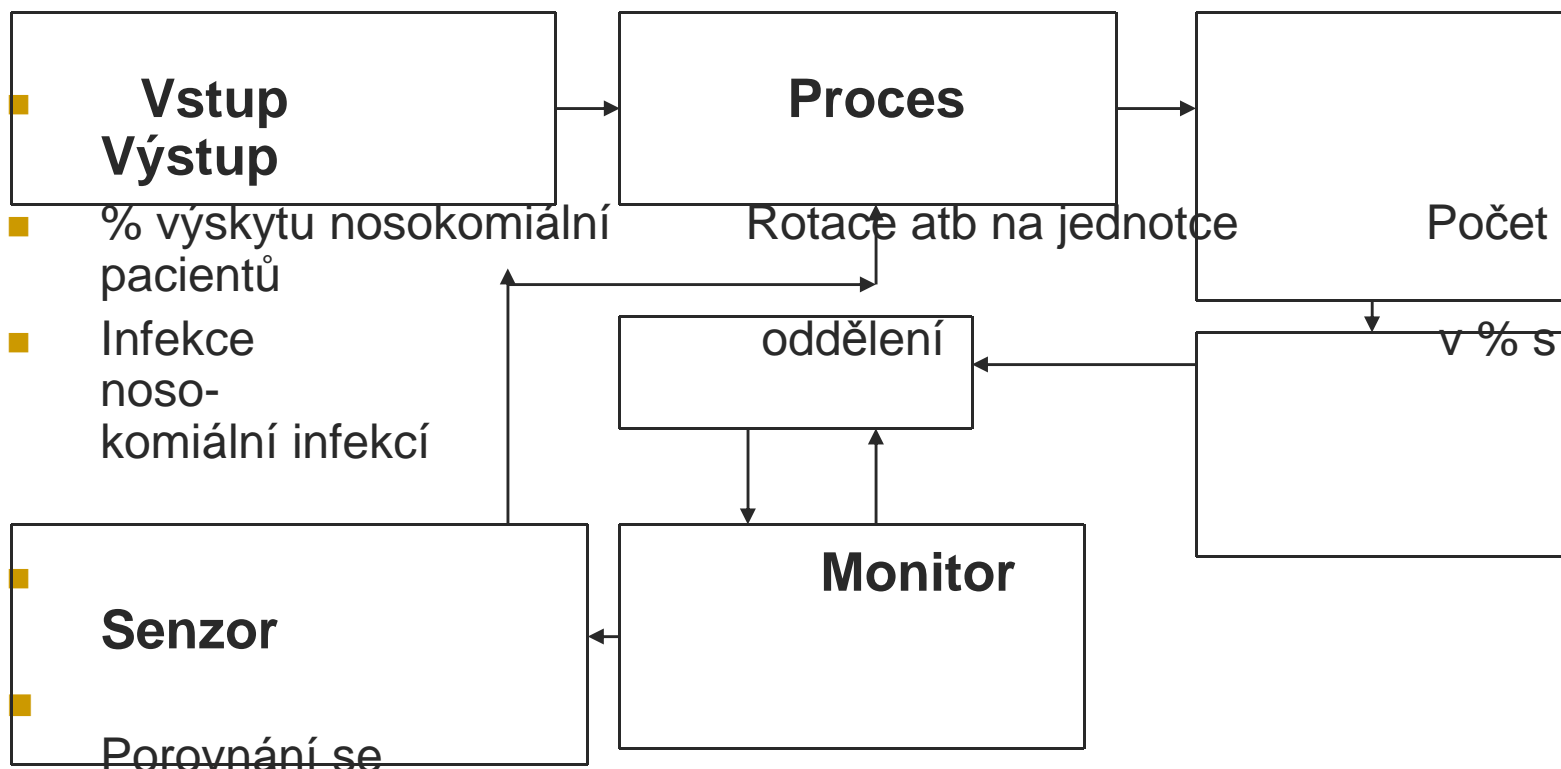 Vstup Proces
Výstup
% výskytu nosokomiální Rotace atb na jednotce Počet
pacientů
Infekce oddělení v % s
noso-
komiální infekcí
Monitor
Senzor
Porovnání se